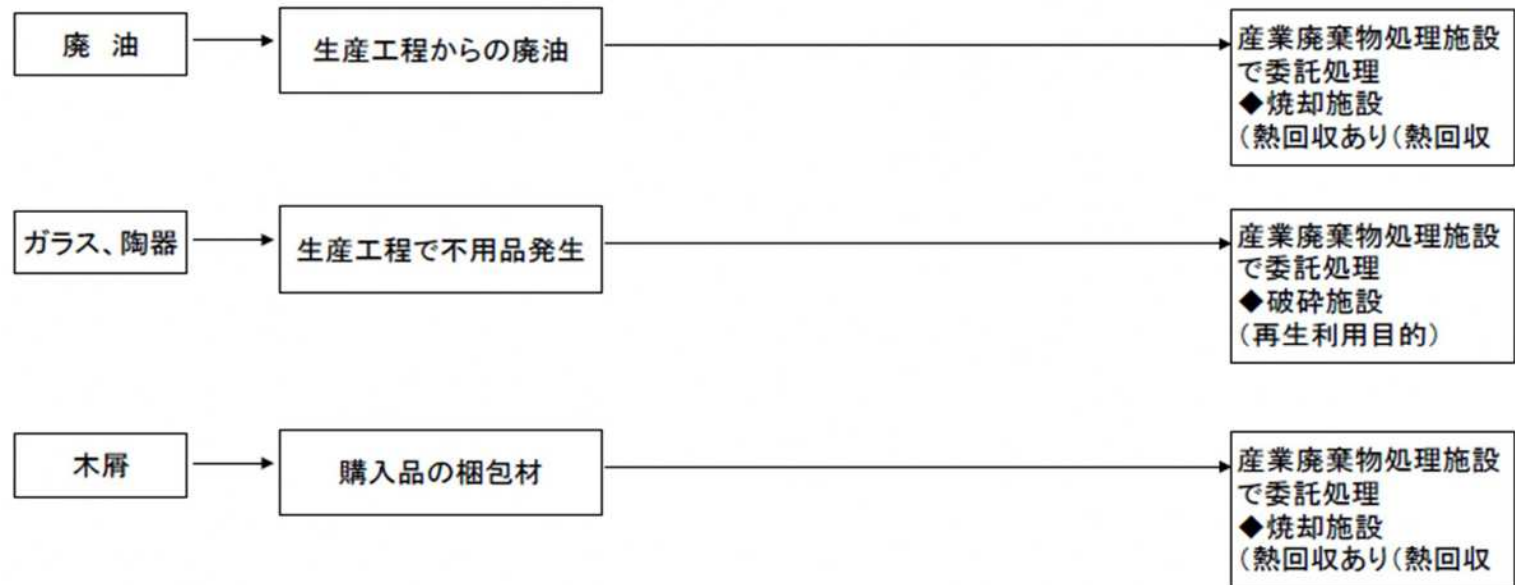 廃 油
生産工程からの廃油
産業廃棄物処理施設
で委託処理
◆焼却施設
(熱回収あり(熱回収
ガラス、陶器
生産工程で不用品発生
産業廃棄物処理施設
で委託処理
◆破砕施設
(再生利用目的)
木屑
購入品の梱包材
産業廃棄物処理施設
で委託処理
◆焼却施設
(熱回収あり(熱回収